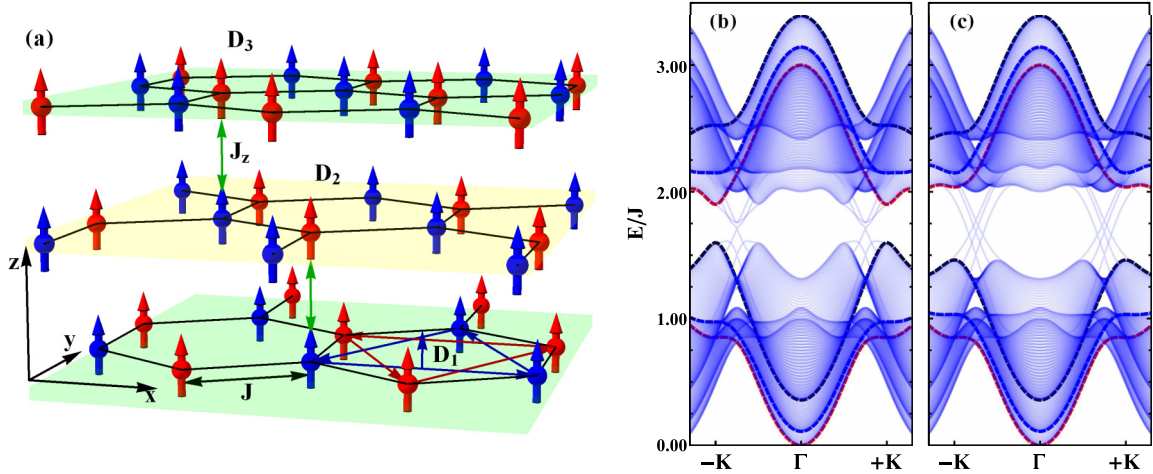 (a)
D3
Jz
D2
z
y
x
J
D1
(b)
(c)
E/J
3.00
2.00
1.00
0.00
−K
Γ
+K
−K
Γ
+K